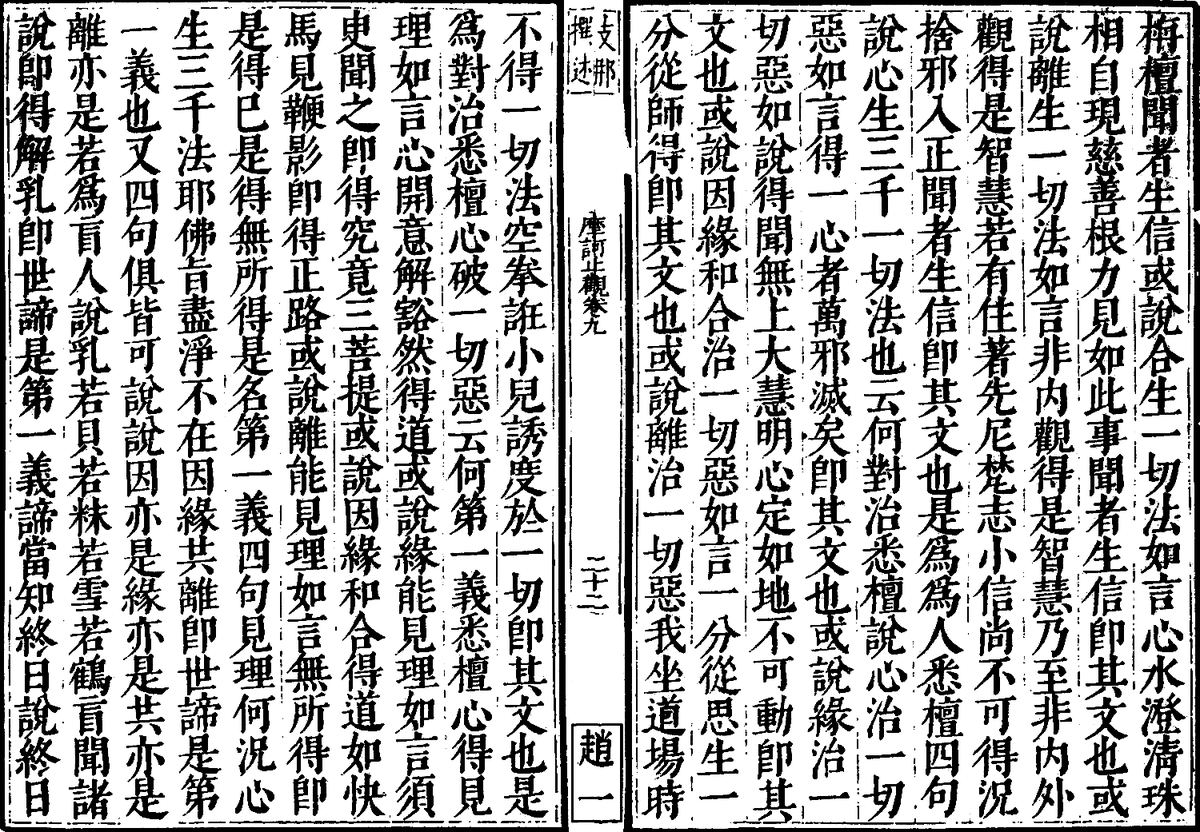 栴檀聞者生信或說合生一切法如言心水澄清珠
相自現慈善根力見如此事聞者生信卽其文也或
說離生一切法如言非内觀得是智慧乃至非内外
觀得是智慧若有住著先尼梵志小信尚不可得況
捨邪入正聞者生信卽其文也是爲爲人悉檀四句
說心生三千一切法也云何對治悉檀說心治一切
惡如言得一心者萬邪滅矣卽其文也或說緣治一
切惡如說得聞無上大慧明心定如地不可動卽其
文也或說因緣和合治一切惡如言一分從思生一
分從師得卽其文也或說離治一切惡我坐道場時
支那
撰述
摩訶止觀卷九
二十二
趙一
不得一切法空拳誑小兒誘度於一切卽其文也是
爲對治悉檀心破一切惡云何第一義悉檀心得見
理如言心開意解豁然得道或說緣能見理如言須
臾聞之卽得究竟三菩提或說因緣和合得道如快
馬見鞭影卽得正路或說離能見理如言無所得卽
是得已是得無所得是名第一義四句見理何況心
生三千法耶佛旨盡淨不在因緣共離卽世諦是第
一義也又四句俱皆可說說因亦是緣亦是共亦是
離亦是若爲盲人說乳若貝若粖若雪若鶴盲聞諸
說卽得解乳卽世諦是第一義諦當知終日說終日